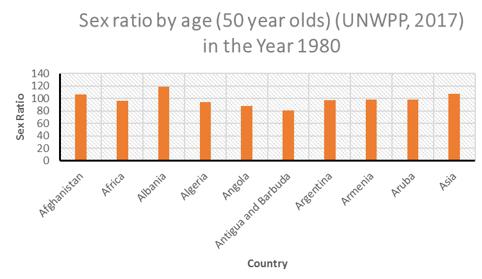 Sex ratio by age (50 year olds) (UNWPP, 2017)
in the Year 1980
140
120
100
80
60
40
20
0
Sex Ratio
Afghanistan
Africa
Albania
Algeria
Angola
Antigua and Barbuda
Argentina
Armenia
Aruba
Asia
Country